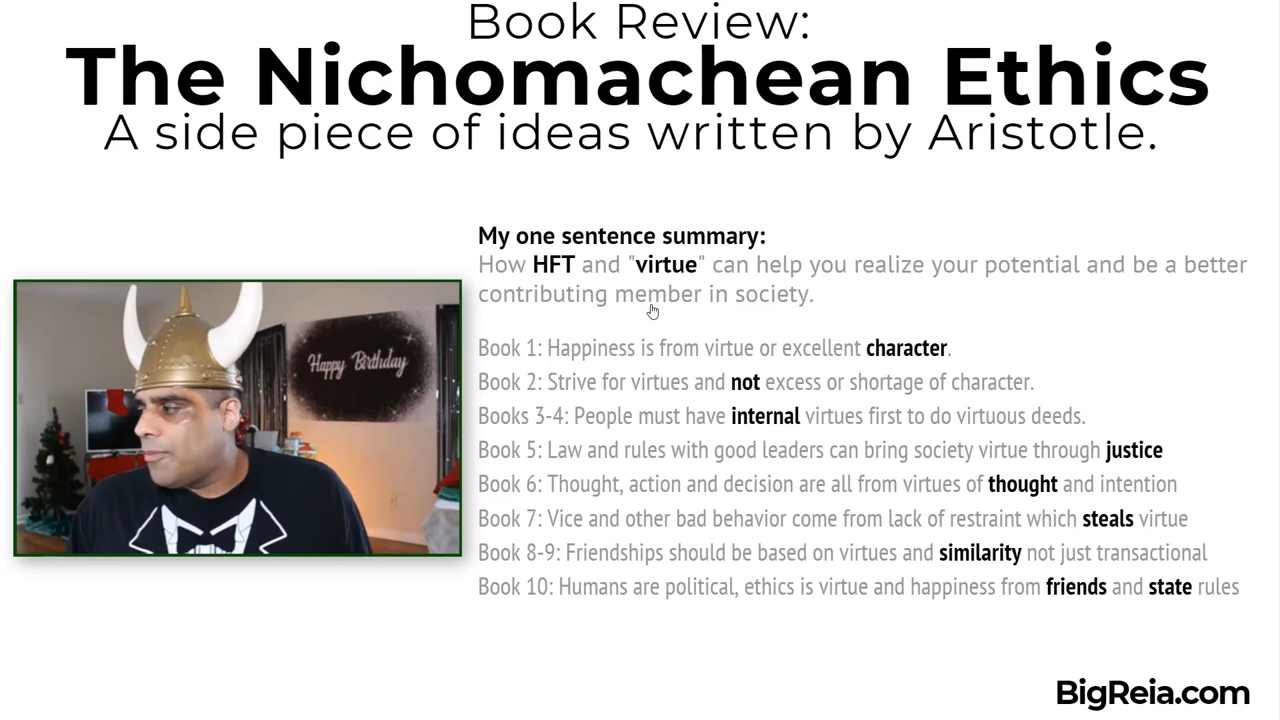 Book Review:
The Nichomachean Ethics
A side piece of ideas written by Aristotle.
My one sentence summary:
How HFT and "virtue" can help you realize your potential and be a better
contributing member in society.
Happy Birthday
Book 1: Happiness is from virtue or excellent character.
Book 2: Strive for virtues and not excess or shortage of character.
Books 3-4: People must have internal virtues first to do virtuous deeds.
Book 5: Law and rules with good leaders can bring society virtue through justice
Book 6: Thought, action and decision are all from virtues of thought and intention
Book 7: Vice and other bad behavior come from lack of restraint which steals virtue
Book 8-9: Friendships should be based on virtues and similarity not just transactional
Book 10: Humans are political, ethics is virtue and happiness from friends and state rules
BigReia.com